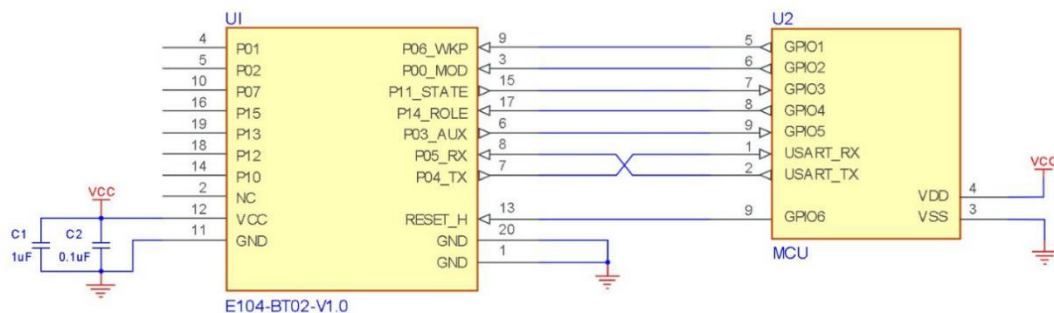 U1 U2
4 P01 P06_WKP 9 5 GPIO1
5 P02 P00_MOD 3 6 GPIO2
10 P07 P11_STATE 15 7 GPIO3
16 P15 P14_ROLE 17 8 GPIO4
19 P13 P03_AUX 6 9 GPIO5
18 P12 P05_RX 8 1 USART_RX
14 P10 P04_TX 7 2 USART_TX
2 NC
VCC VCC
VDD 4
12 VCC RESET_H 13 9 GPIO6 VSS 3
C1 C2 11 GND GND 20
1uF 0.1uF GND 1
MCU
E104-BT02-V1.0